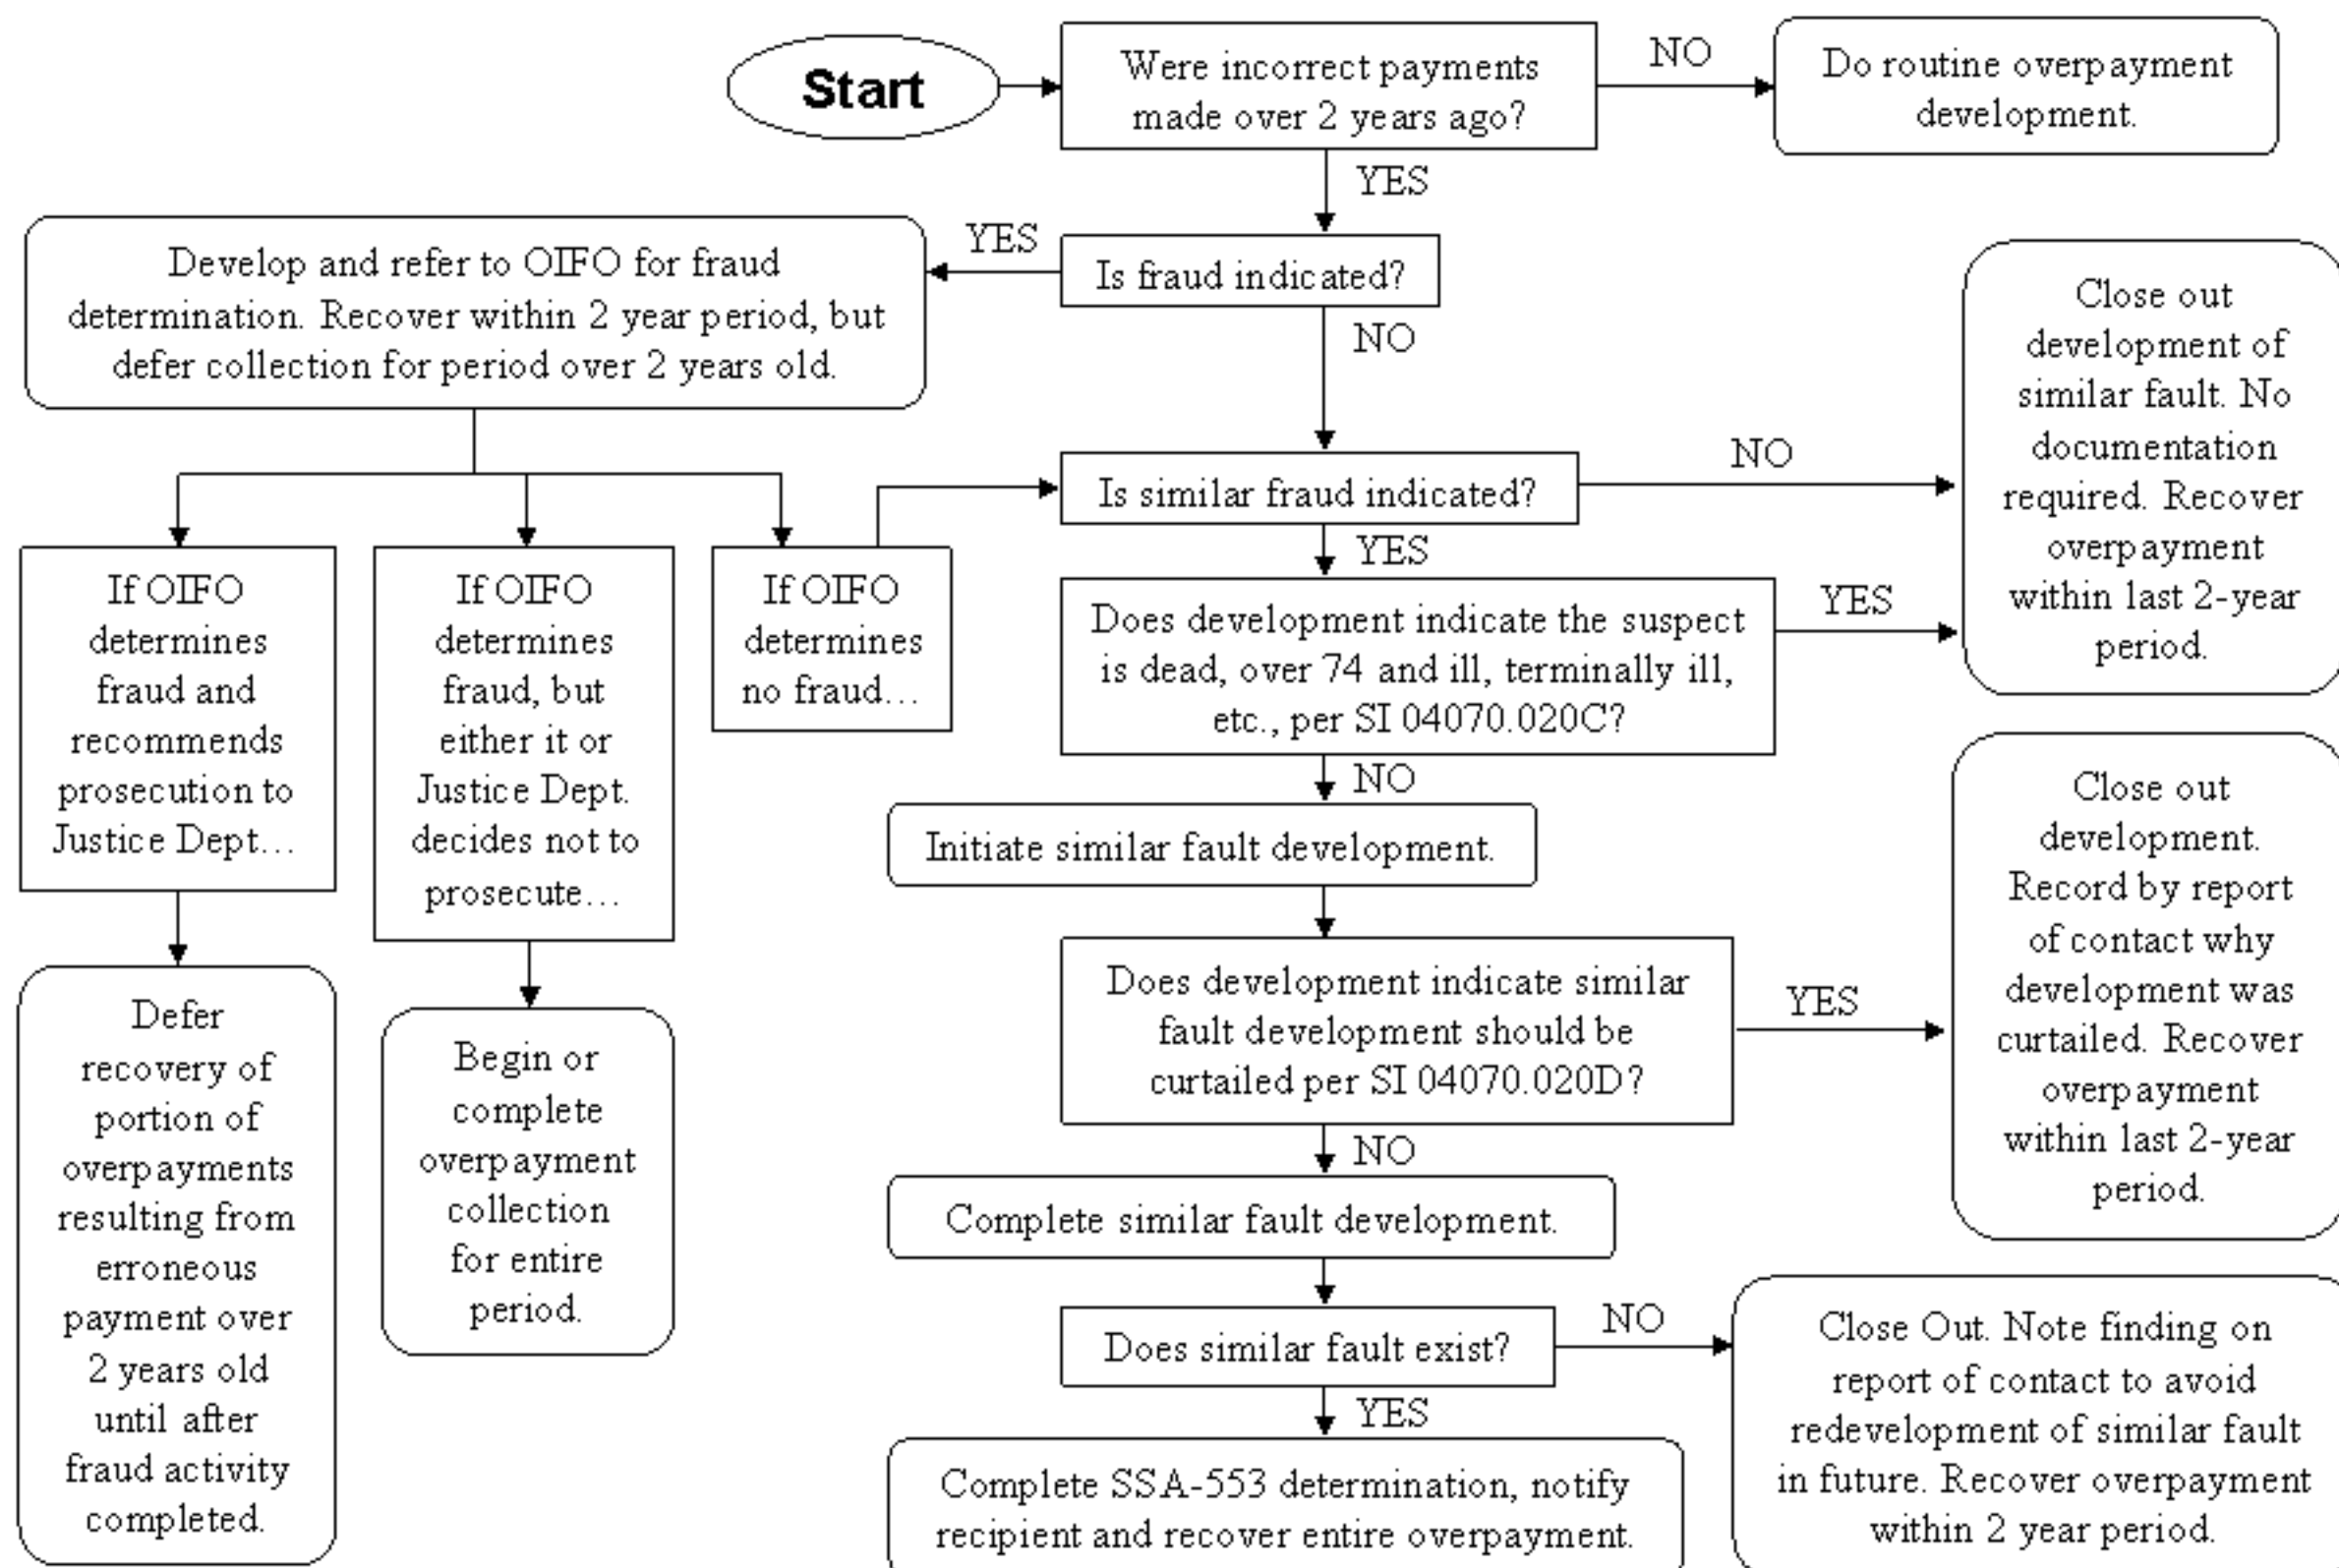 Start
Were incorrect payments
made over 2 years ago?
NO
Do routine overpayment
development.
YES
Develop and refer to OIFO for fraud
determination. Recover within 2 year period, but
defer collection for period over 2 years old.
YES
Is fraud indicated?
NO
Close out
development of
similar fault. No
documentation
required. Recover
overpayment
within last 2-year
period.
Is similar fraud indicated?
NO
YES
If OIFO
determines
fraud and
recommends
prosecution to
Justice Dept...
If OIFO
determines
fraud, but
either it or
Justice Dept.
decides not to
prosecute...
If OIFO
determines
no fraud...
Does development indicate the suspect
is dead, over 74 and ill, terminally ill,
etc., per SI 04070.020C?
YES
NO
Initiate similar fault development.
Close out
development.
Record by report
of contact why
development was
curtailed. Recover
overpayment
within last 2-year
period.
Does development indicate similar
fault development should be
curtailed per SI 04070.020D?
YES
NO
Defer
recovery of
portion of
overpayments
resulting from
erroneous
payment over
2 years old
until after
fraud activity
completed.
Begin or
complete
overpayment
collection
for entire
period.
Complete similar fault development.
Does similar fault exist?
NO
Close Out. Note finding on
report of contact to avoid
redevelopment of similar fault
in future. Recover overpayment
within 2 year period.
YES
Complete SSA-553 determination, notify
recipient and recover entire overpayment.